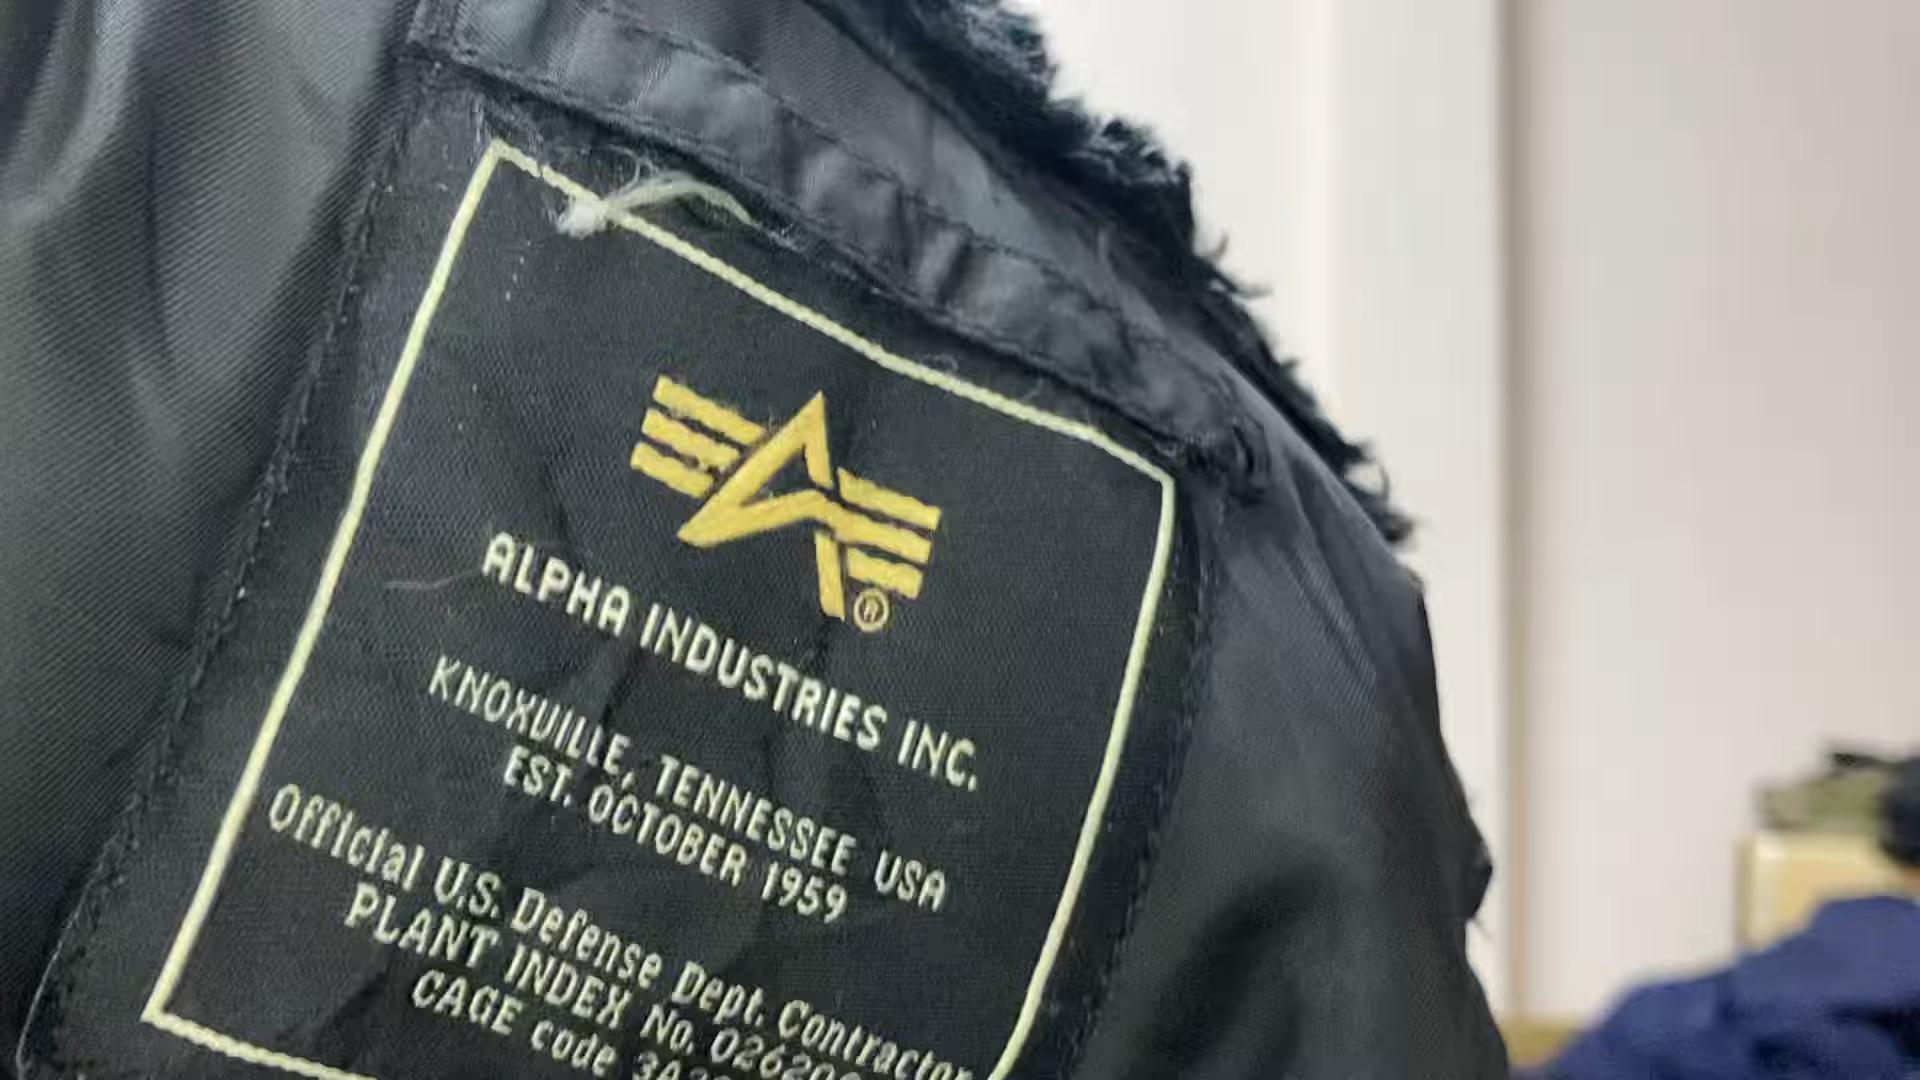 ALPHA INDUSTRIES INC.
KNOXVILLE, TENNESSEE USA
EST. OCTOBER 1959
Official U.S. Defense Dept. Contractor
PLANT INDEX No.
CAGE code